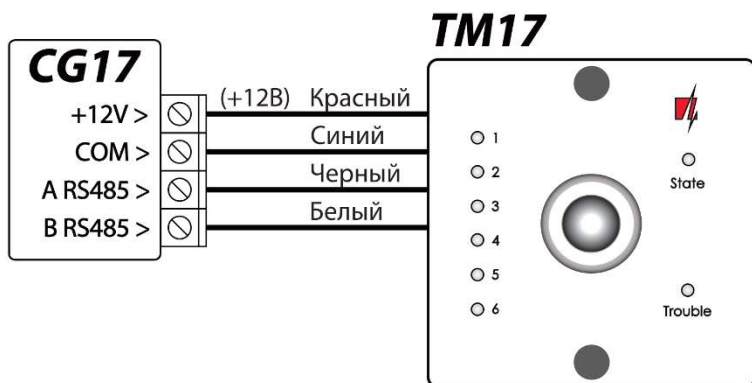 TM17
CG17
+12V > (+12В) Красный
COM > Синий
A RS485 > Черный
B RS485 > Белый
1
2
3
4
5
6
State
Trouble